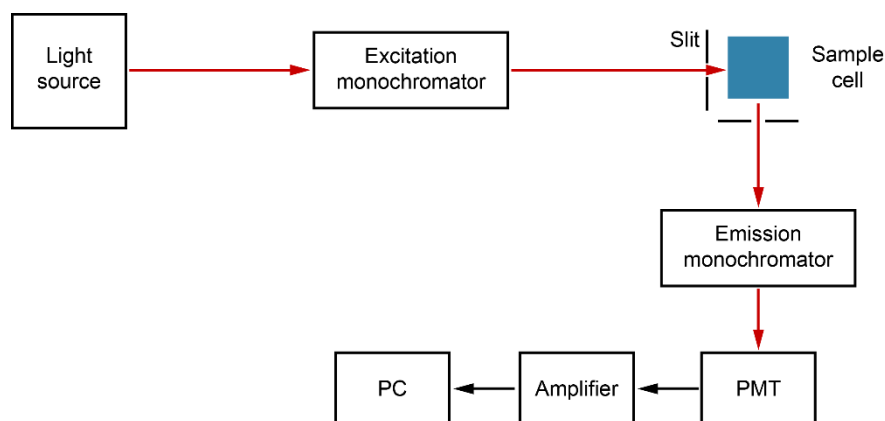 Light
source
Excitation
monochromator
Slit
Sample
cell
Emission
monochromator
PC
Amplifier
PMT